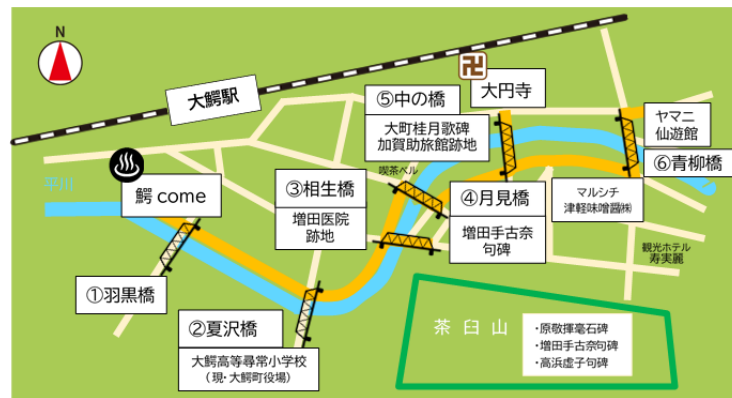 N
大鰐駅
卍
大円寺
⑤中の橋
大町桂月歌碑
加賀助旅館跡地
ヤマニ
仙遊館
⑥青柳橋
喫茶ベル
平川
鰐come
③相生橋
増田医院
跡地
④月見橋
増田手古奈
句碑
マルシチ
津軽味噌醤㈱
観光ホテル
寿実麗
①羽黒橋
②夏沢橋
大鰐高等尋常小学校
(現・大鰐町役場)
茶臼山
・原敬揮毫石碑
・増田手古奈句碑
・高浜虚子句碑